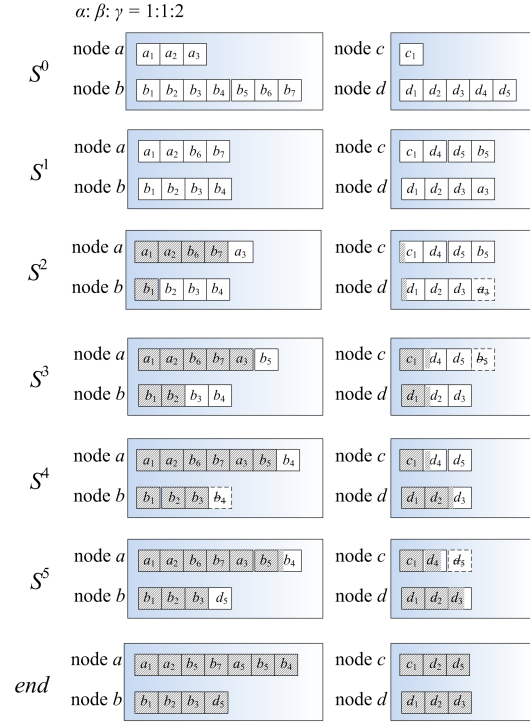 α: β: γ = 1:1:2
S⁰
node a a₁ a₂ a₃
node b b₁ b₂ b₃ b₄ b₅ b₆ b₇
node c c₁
node d d₁ d₂ d₃ d₄ d₅
S¹
node a a₁ a₂ b₆ b₇
node b b₁ b₂ b₃ b₄
node c c₁ d₄ d₅ b₅
node d d₁ d₂ d₃ a₃
S²
node a a₁ a₂ b₆ b₇ a₃
node b b₁ b₂ b₃ b₄
node c c₁ d₄ d₅ b₅
node d d₁ d₂ d₃ a₃
S³
node a a₁ a₂ b₆ b₇ a₃ b₅
node b b₁ b₂ b₃ b₄
node c c₁ d₄ d₅ b₅
node d d₁ d₂ d₃
S⁴
node a a₁ a₂ b₆ b₇ a₃ b₅ b₄
node b b₁ b₂ b₃ b₄
node c c₁ d₄ d₅
node d d₁ d₂ d₃
S⁵
node a a₁ a₂ b₆ b₇ a₃ b₅ b₄
node b b₁ b₂ b₃ d₅
node c c₁ d₄ d₅
node d d₁ d₂ d₃
end
node a a₁ a₂ b₅ b₇ a₅ b₅ b₄
node b b₁ b₂ b₃ d₅
node c c₁ d₂ d₅
node d d₁ d₂ d₃